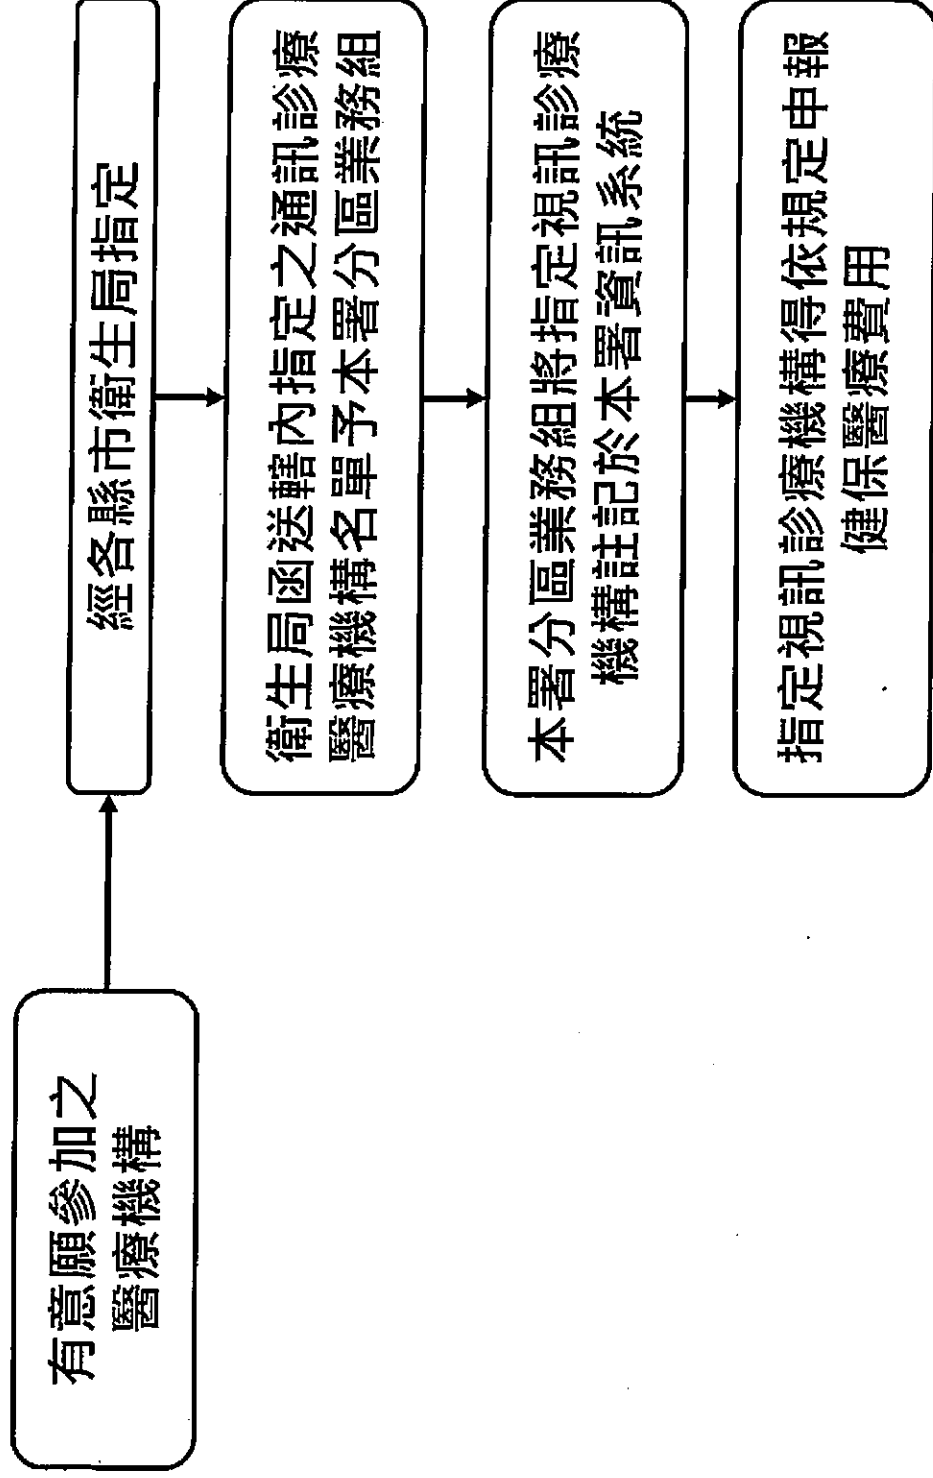 有意願參加之
醫療機構
經各縣市衛生局指定
衛生局函送轄內指定之通訊診療
醫療機構名單予本署分區業務組
本署分區業務組將指定視訊診療
機構註記於本署資訊系統
指定視訊診療機構得依規定申報
健保醫療費用